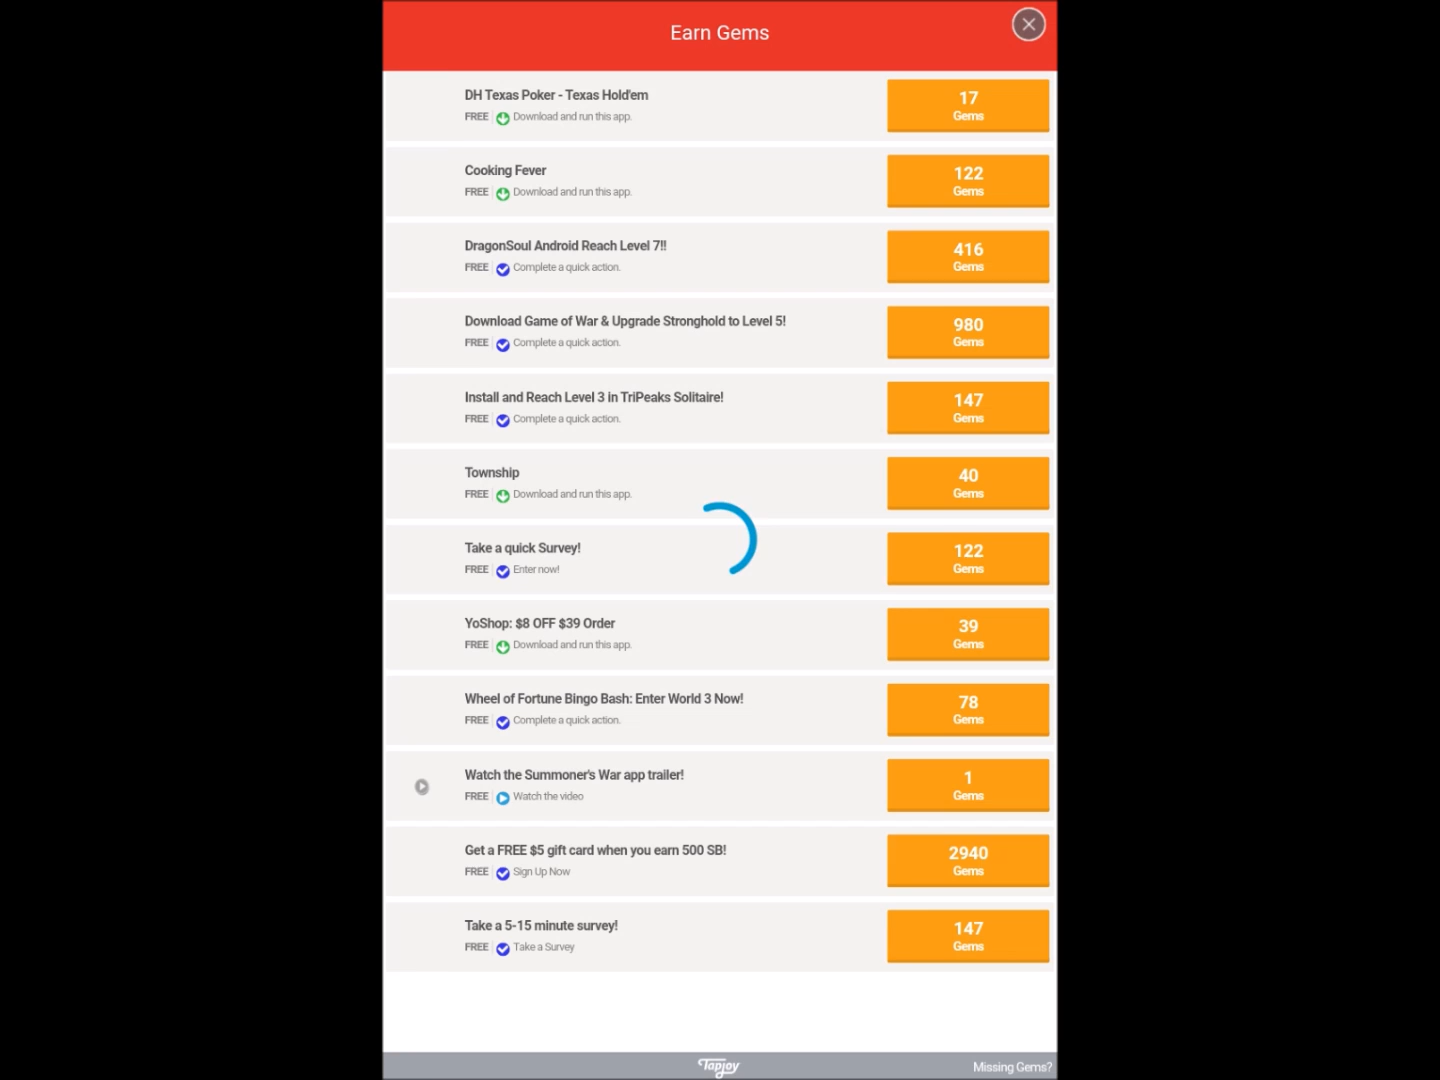 Earn Gems
DH Texas Poker - Texas Hold'em
FREE Download and run this app.
17
Gems
Cooking Fever
FREE Download and run this app.
122
Gems
DragonSoul Android Reach Level 7!!
FREE Complete a quick action.
416
Gems
Download Game of War & Upgrade Stronghold to Level 5!
FREE Complete a quick action.
980
Gems
Install and Reach Level 3 in TriPeaks Solitaire!
FREE Complete a quick action.
147
Gems
Township
FREE Download and run this app.
40
Gems
Take a quick Survey!
FREE Enter now!
122
Gems
YoShop: $8 OFF $39 Order
FREE Download and run this app.
39
Gems
Wheel of Fortune Bingo Bash: Enter World 3 Now!
FREE Complete a quick action.
78
Gems
Watch the Summoner's War app trailer!
FREE Watch the video
1
Gems
Get a FREE $5 gift card when you earn 500 SB!
FREE Sign Up Now
2940
Gems
Take a 5-15 minute survey!
FREE Take a Survey
147
Gems
Tapjoy
Missing Gems?